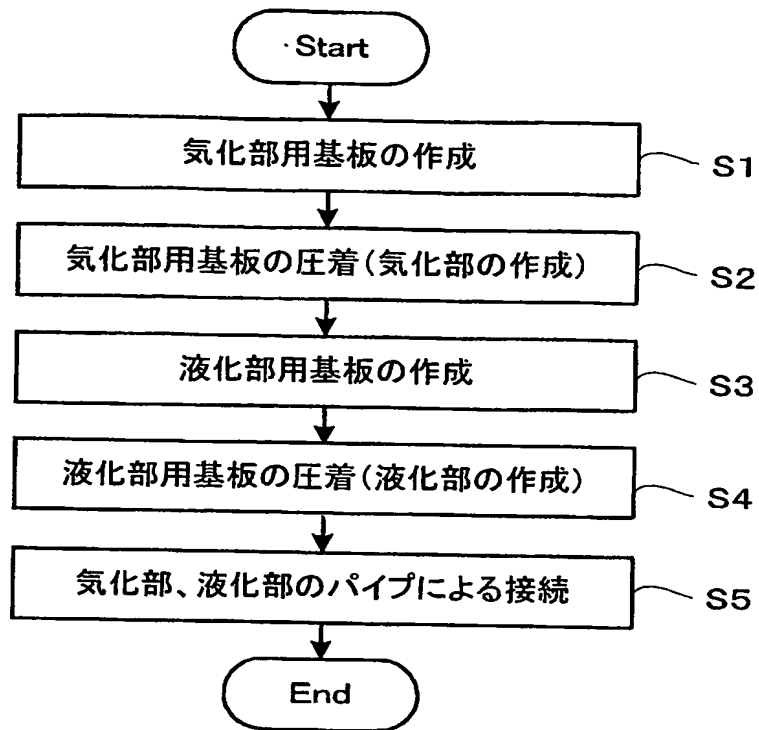 Start
気化部用基板の作成
S1
気化部用基板の圧着(気化部の作成)
S2
液化部用基板の作成
S3
液化部用基板の圧着(液化部の作成)
S4
気化部、液化部のパイプによる接続
S5
End